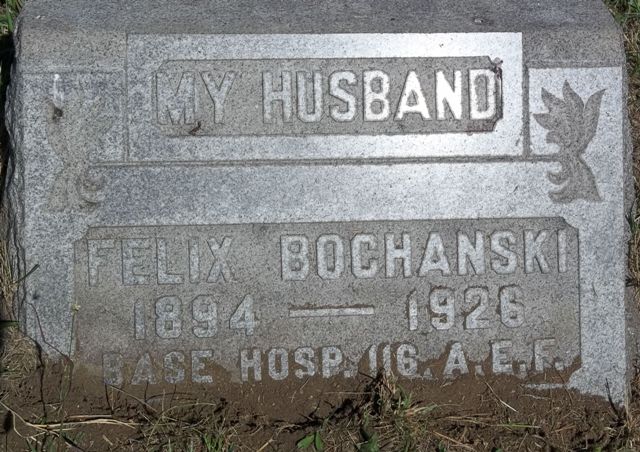 MY HUSBAND
FELIX BOCHANSKI
1894 — 1926
BASE HOSP. 116. A.E.F.